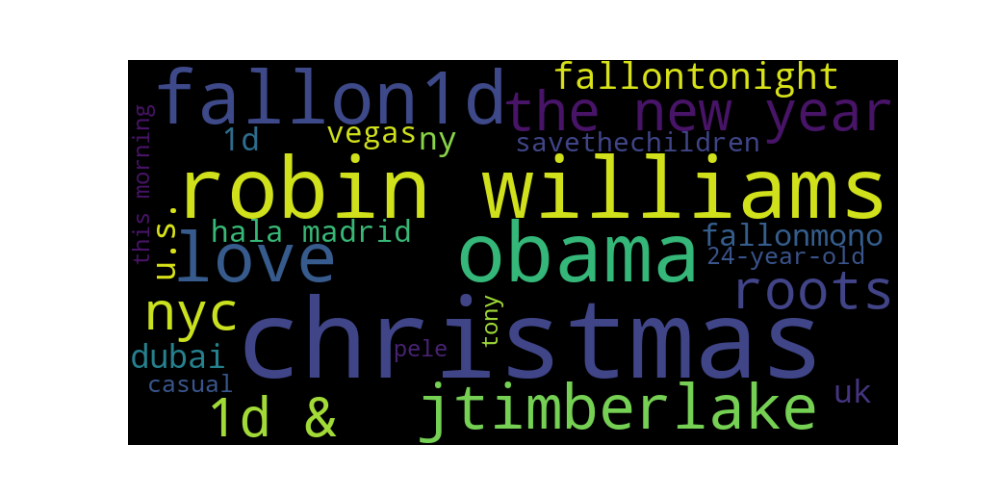 fallontonight
fallon1d
the new year
this morning
1d
vegas
ny
savethechildren
robin williams
u.s.
hala madrid
love
obama
fallonmono
24-year-old
roots
nyc
christmas
tony
pele
dubai
casual
1d &
jtimberlake
uk